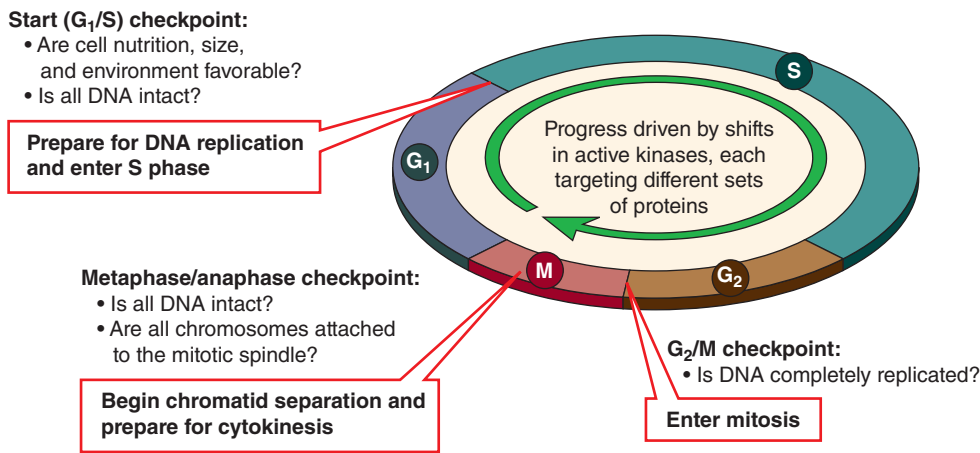 Start (G₁/S) checkpoint:
• Are cell nutrition, size,
and environment favorable?
• Is all DNA intact?
Prepare for DNA replication
and enter S phase
S
G₁
Progress driven by shifts
in active kinases, each
targeting different sets
of proteins
M
G₂
Metaphase/anaphase checkpoint:
• Is all DNA intact?
• Are all chromosomes attached
to the mitotic spindle?
Begin chromatid separation and
prepare for cytokinesis
G₂/M checkpoint:
• Is DNA completely replicated?
Enter mitosis